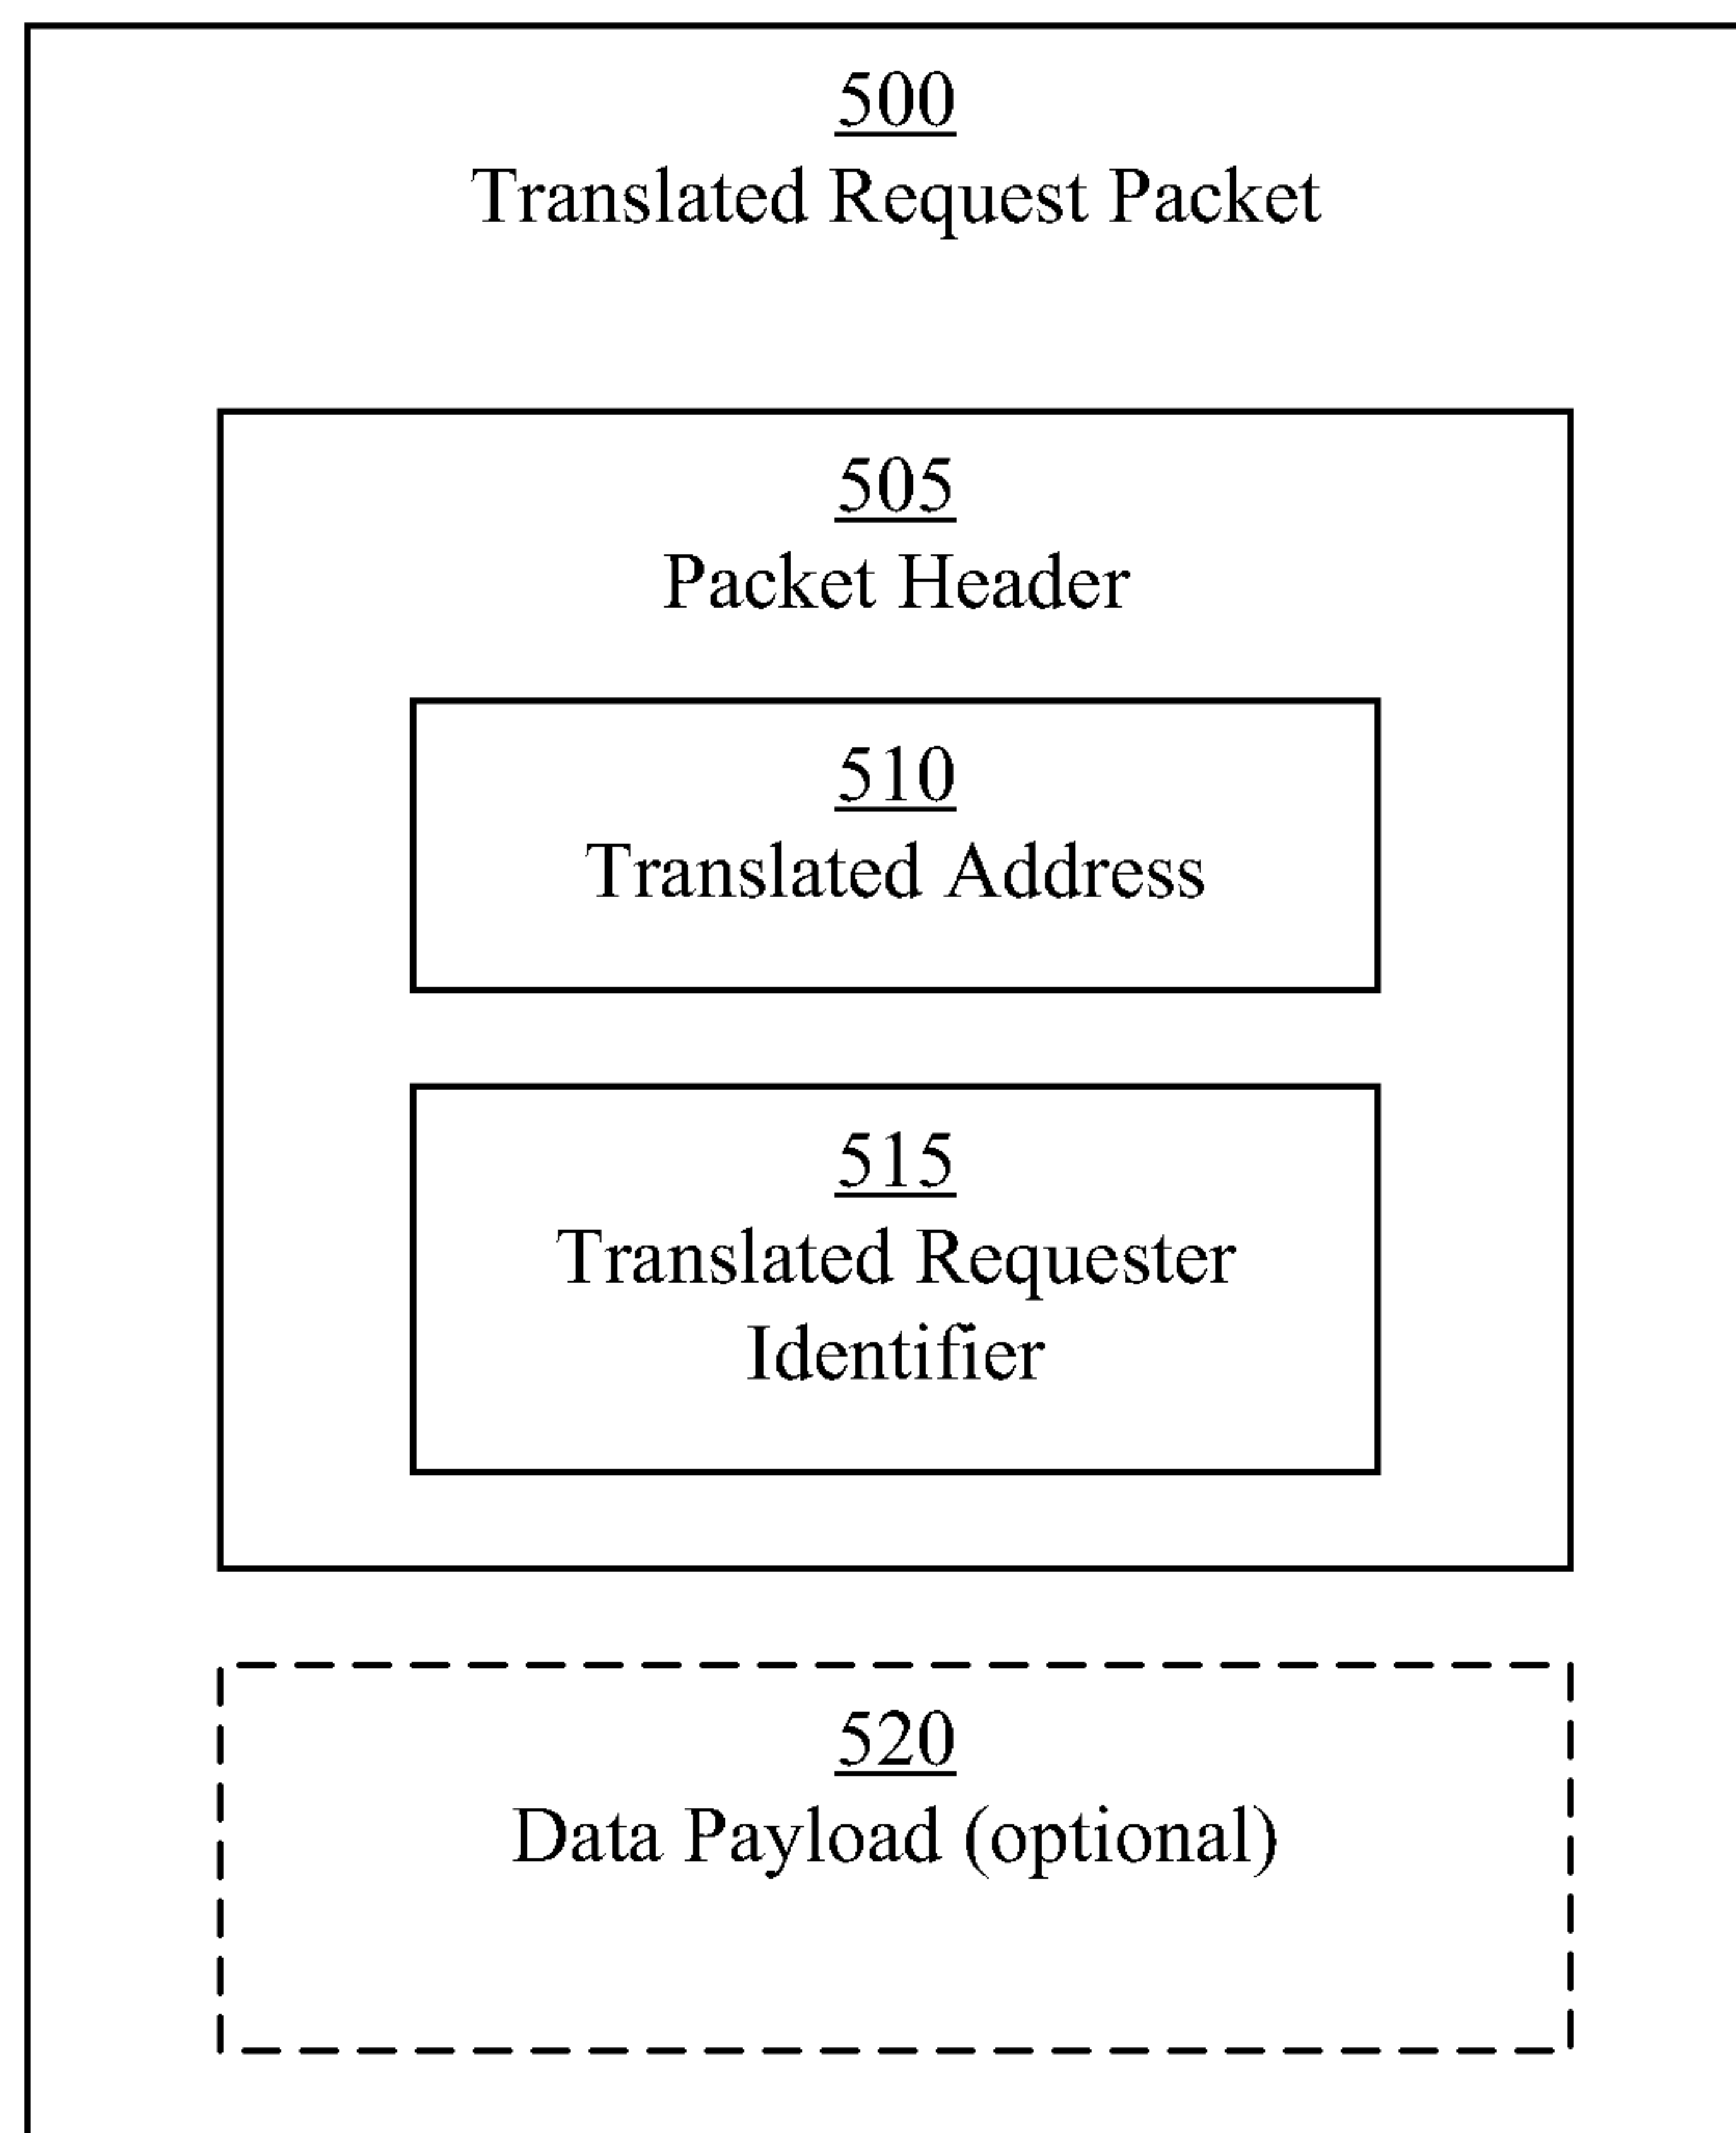 500
Translated Request Packet
505
Packet Header
510
Translated Address
515
Translated Requester
Identifier
520
Data Payload (optional)